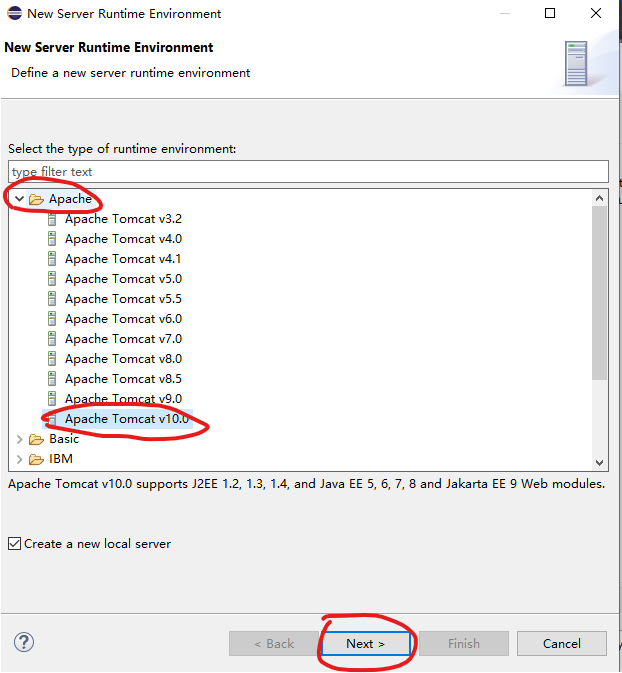 New Server Runtime Environment
New Server Runtime Environment
Define a new server runtime environment
Select the type of runtime environment:
type filter text
Apache
Apache Tomcat v3.2
Apache Tomcat v4.0
Apache Tomcat v4.1
Apache Tomcat v5.0
Apache Tomcat v5.5
Apache Tomcat v6.0
Apache Tomcat v7.0
Apache Tomcat v8.0
Apache Tomcat v8.5
Apache Tomcat v9.0
Apache Tomcat v10.0
Basic
IBM
Apache Tomcat v10.0 supports J2EE 1.2, 1.3, 1.4, and Java EE 5, 6, 7, 8 and Jakarta EE 9 Web modules.
Create a new local server
? < Back Next > Finish Cancel